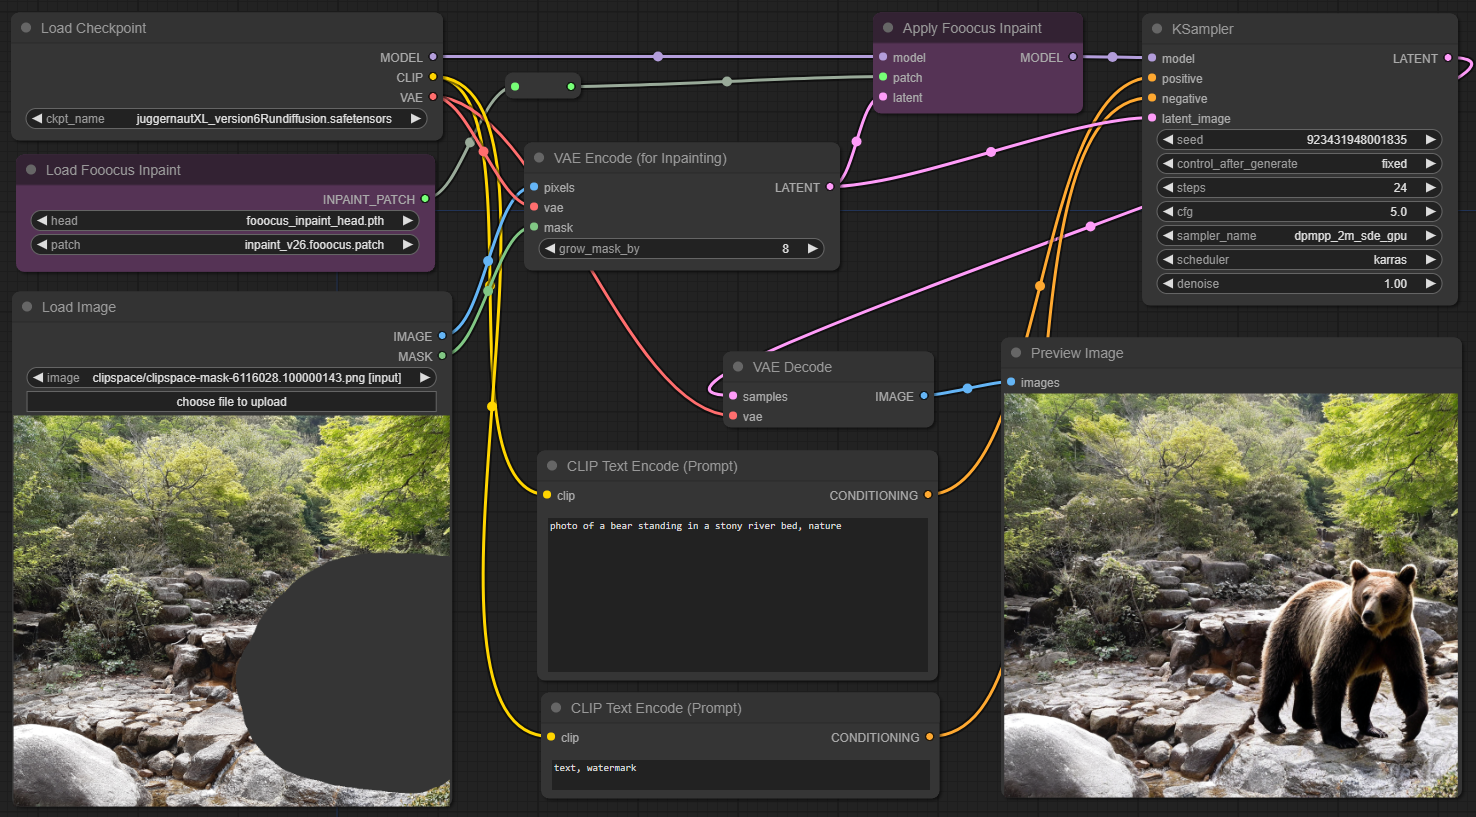 Load Checkpoint
MODEL
CLIP
VAE
ckpt_name juggernautXL_version6Rundiffusion.safetensors
Load Fooocus Inpaint
INPAINT_PATCH
head fooocus_inpaint_head.pth
patch inpaint_v26.fooocus.patch
Load Image
IMAGE
MASK
image clipspace/clipspace-mask-6116028.100000143.png [input]
choose file to upload
VAE Encode (for Inpainting)
pixels LATENT
vae
mask
grow_mask_by 8
Apply Fooocus Inpaint
model MODEL
patch
latent
KSampler
model LATENT
positive
negative
latent_image
seed 923431948001835
control_after_generate fixed
steps 24
cfg 5.0
sampler_name dpmpp_2m_sde_gpu
scheduler karras
denoise 1.00
VAE Decode
samples IMAGE
vae
CLIP Text Encode (Prompt)
clip CONDITIONING
photo of a bear standing in a stony river bed, nature
CLIP Text Encode (Prompt)
clip CONDITIONING
text, watermark
Preview Image
images